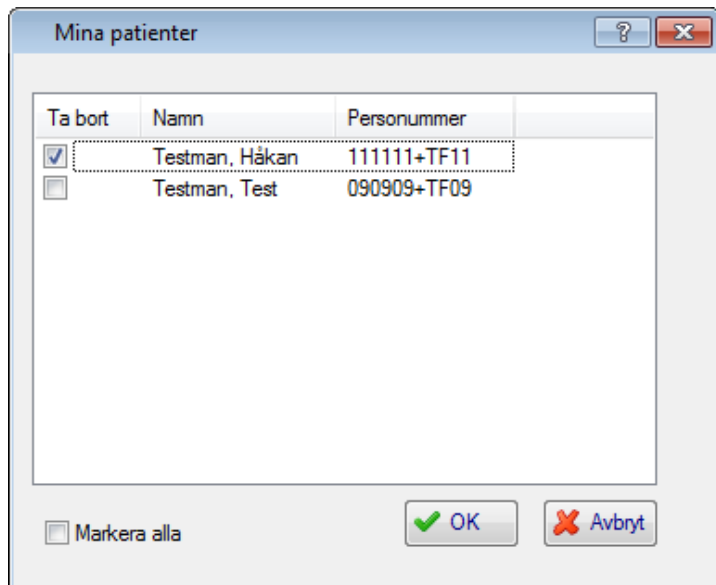 Mina patienter
Ta bort Namn Personummer
Testman, Håkan 111111+TF11
Testman, Test 090909+TF09
Markera alla OK Avbryt